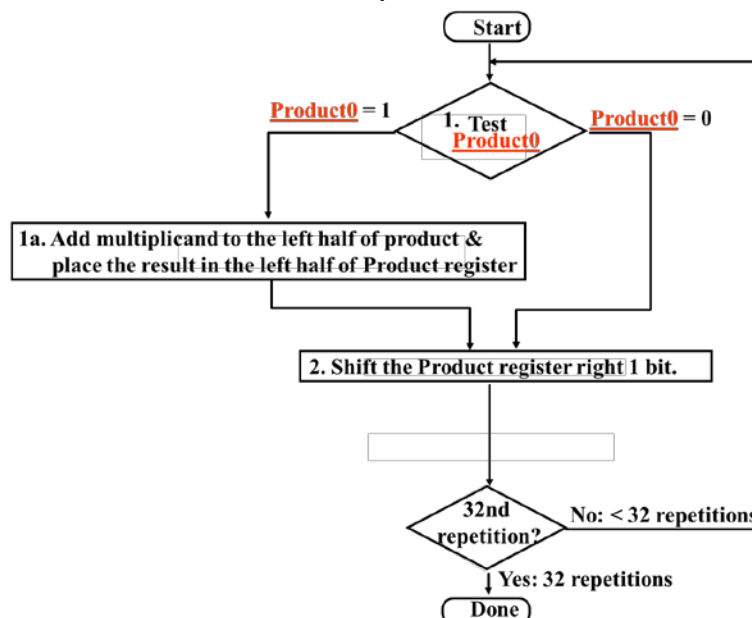 Start
Product0 = 1
1. Test
Product0
Product0 = 0
1a. Add multiplicand to the left half of product &
place the result in the left half of Product register
2. Shift the Product register right 1 bit.
32nd
repetition?
No: < 32 repetitions
Yes: 32 repetitions
Done